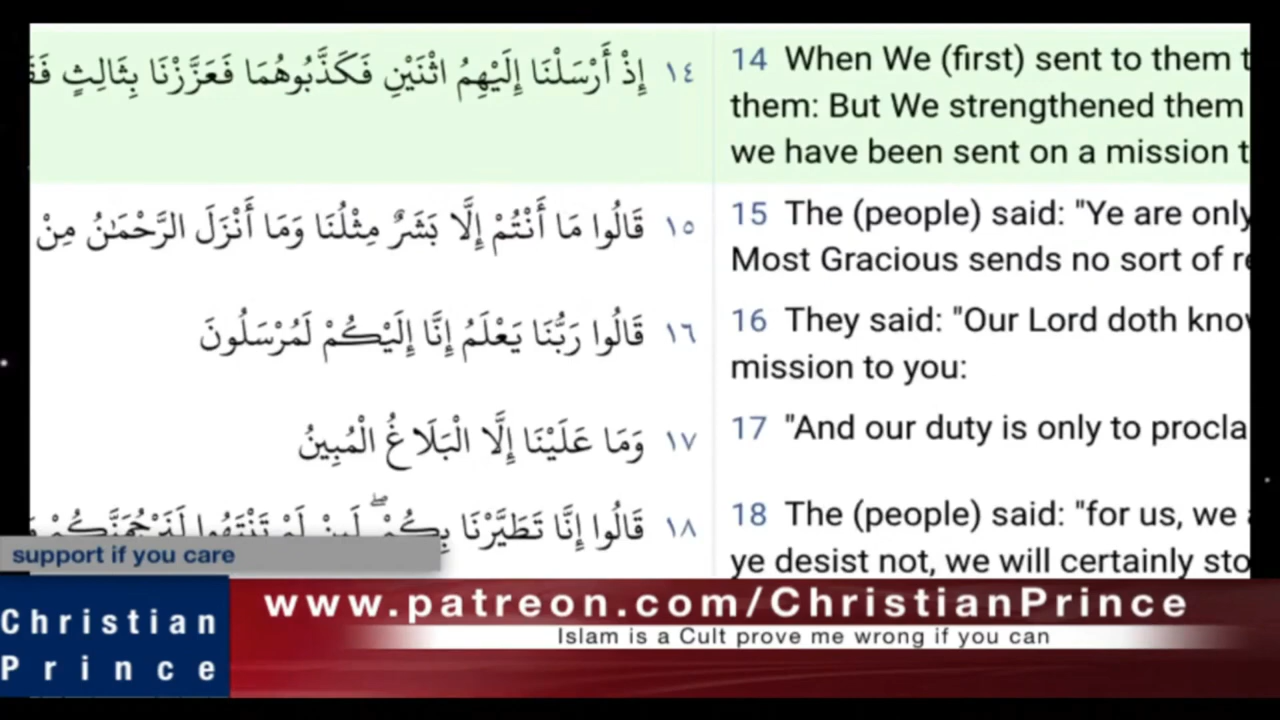 ١٤ إِذْ أَرْسَلْنَا إِلَيْهِمُ اثْنَيْنِ فَكَذَّبُوهُمَا فَعَزَّزْنَا بِثَالِثٍ
14 When We (first) sent to them
them: But We strengthened them
we have been sent on a mission
١٥ قَالُوا مَا أَنْتُمْ إِلَّا بَشَرٌ مِثْلُنَا وَمَا أَنْزَلَ الرَّحْمَٰنُ مِنْ
15 The (people) said: "Ye are only
Most Gracious sends no sort of
١٦ قَالُوا رَبُّنَا يَعْلَمُ إِنَّا إِلَيْكُمْ لَمُرْسَلُونَ
16 They said: "Our Lord doth
mission to you:
١٧ وَمَا عَلَيْنَا إِلَّا الْبَلَاغُ الْمُبِينُ
17 "And our duty is only to
١٨ قَالُوا إِنَّا تَطَيَّرْنَا بِكُمْ ۖ لَئِنْ لَمْ تَنْتَهُوا لَنَرْجُمَنَّكُمْ
18 The (people) said: "for us, we
ye desist not, we will certainly
support if you care
Christian
Prince
www.patreon.com/ChristianPrince
Islam is a Cult prove me wrong if you can